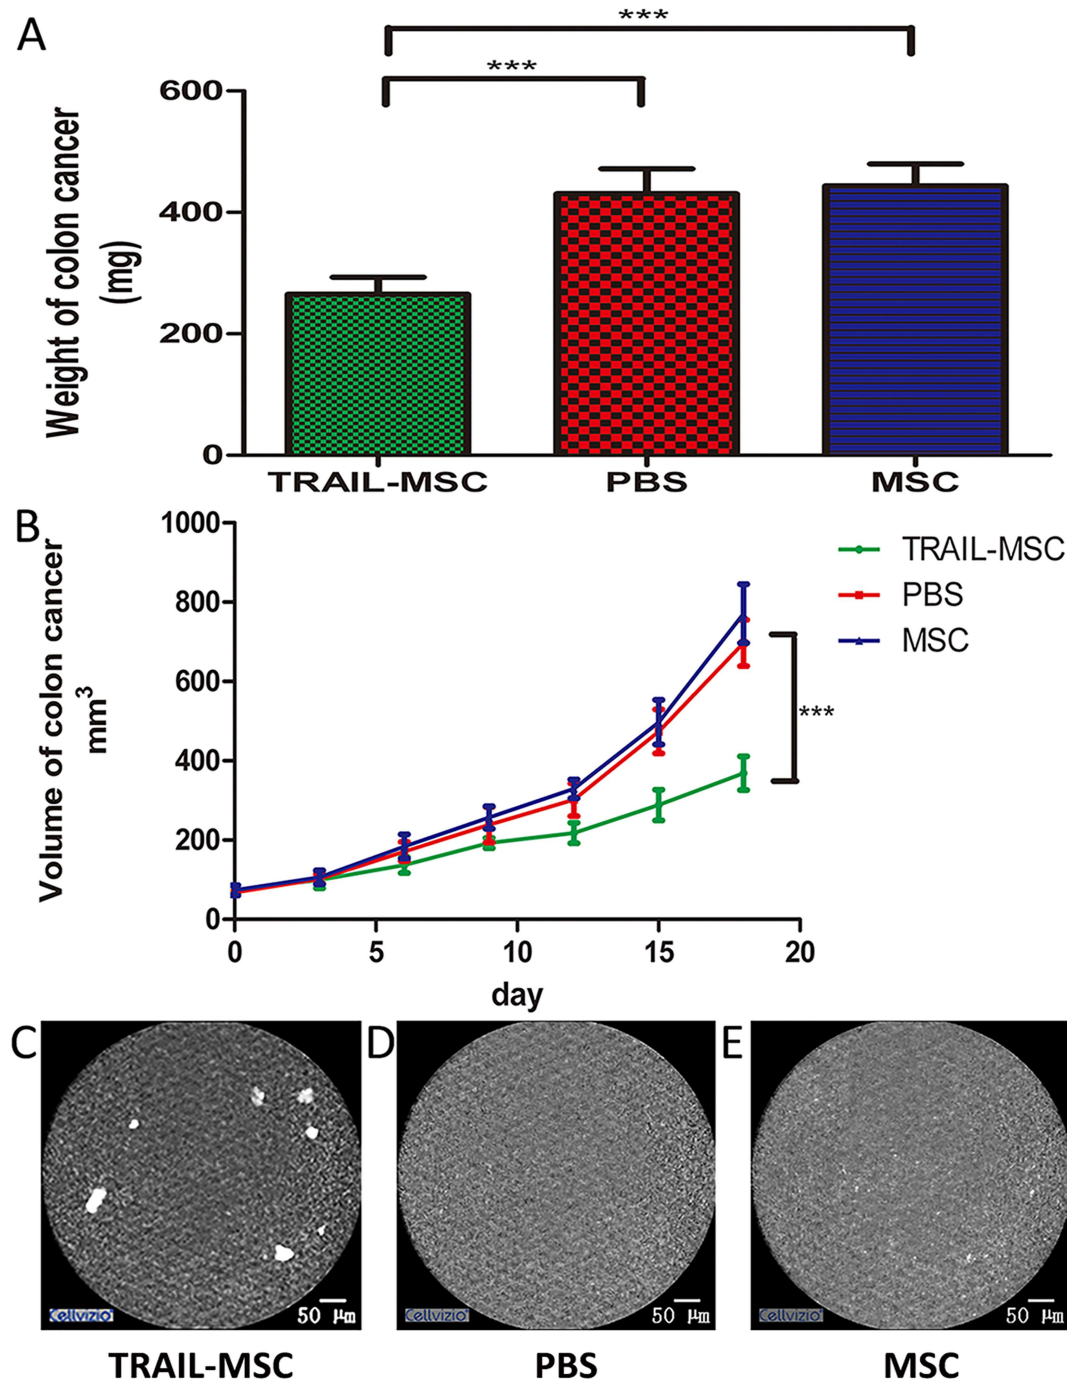 A
***
***
Weight of colon cancer
(mg)
600
400
200
0
TRAIL-MSC PBS MSC
B
Volume of colon cancer
mm³
1000
800
600
400
200
0
0 5 10 15 20
day
TRAIL-MSC
PBS
MSC
***
C D E
Cellvizio 50 μm Cellvizio 50 μm Cellvizio 50 μm
TRAIL-MSC PBS MSC